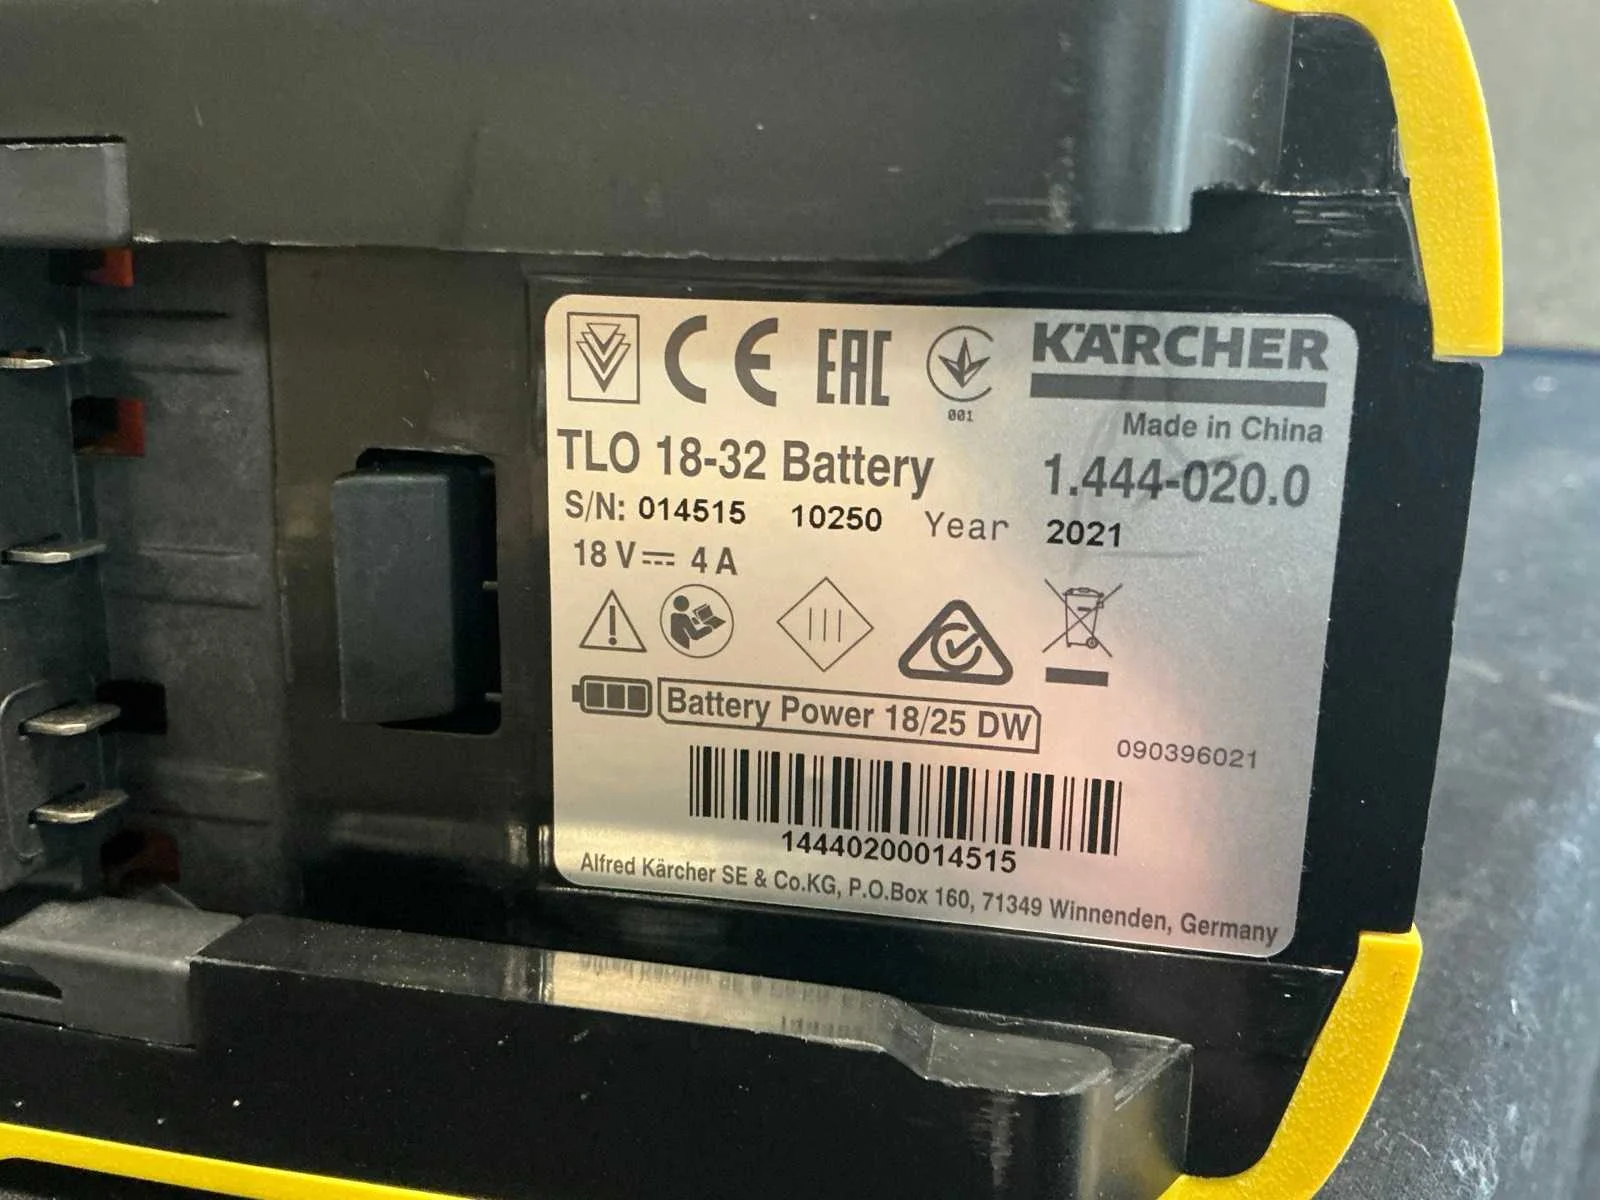 CE EAC
001
KÄRCHER
Made in China
TLO 18-32 Battery
1.444-020.0
S/N: 014515 10250 Year 2021
18 V 4 A
Battery Power 18/25 DW
090396021
14440200014515
Alfred Kärcher SE & Co.KG, P.O.Box 160, 71349 Winnenden, Germany